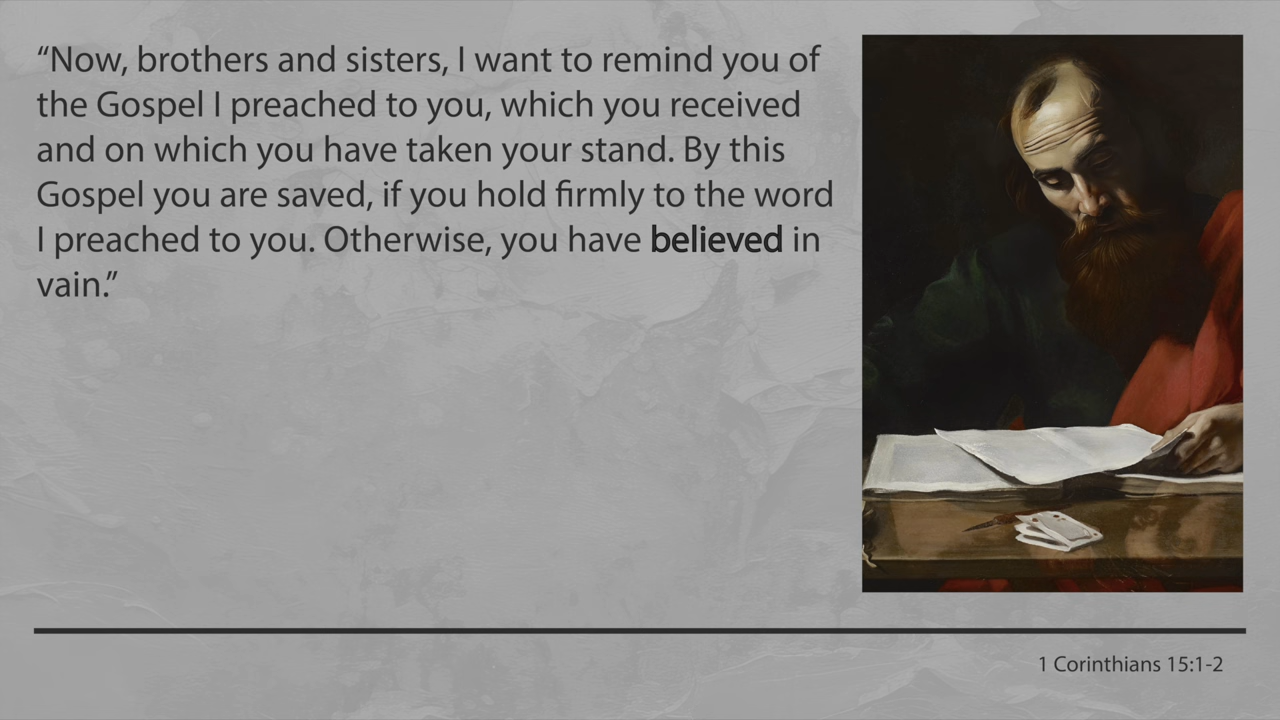 “Now, brothers and sisters, I want to remind you of
the Gospel I preached to you, which you received
and on which you have taken your stand. By this
Gospel you are saved, if you hold firmly to the word
I preached to you. Otherwise, you have believed in
vain.”
1 Corinthians 15:1-2